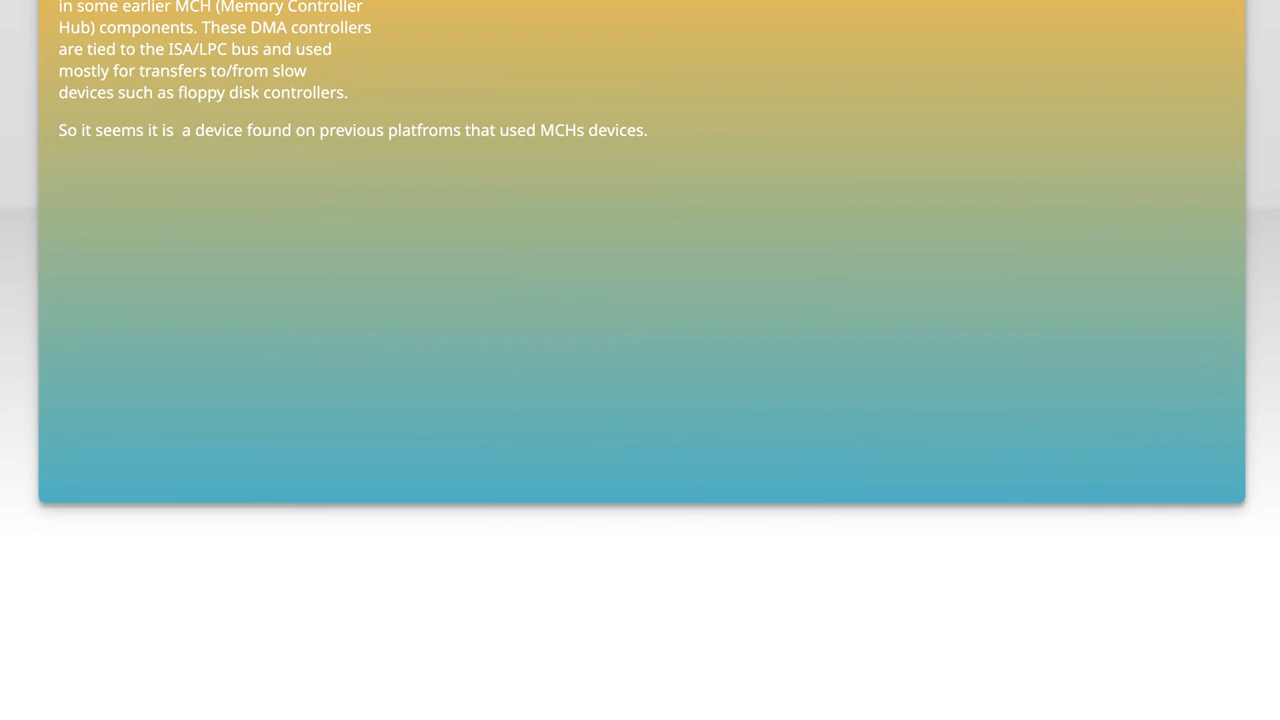 in some earlier MCH (Memory Controller
Hub) components. These DMA controllers
are tied to the ISA/LPC bus and used
mostly for transfers to/from slow
devices such as floppy disk controllers.
So it seems it is  a device found on previous platfroms that used MCHs devices.